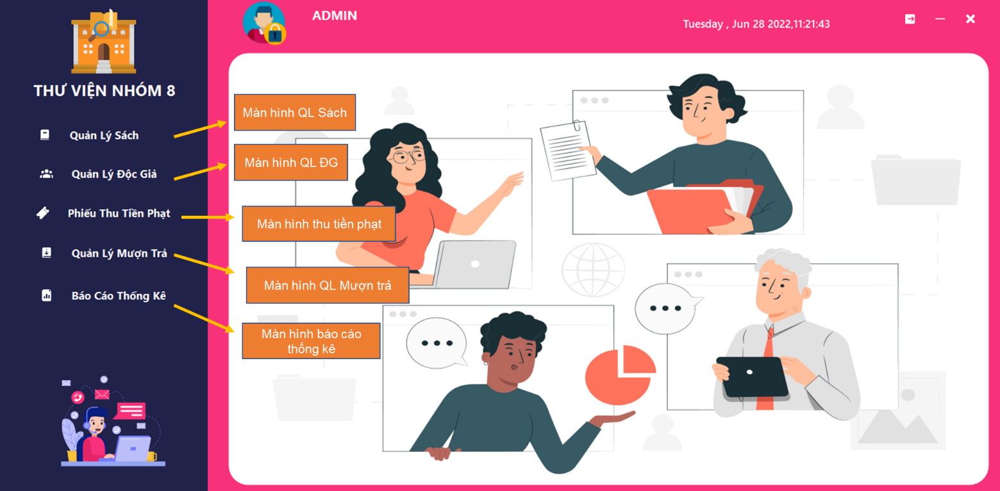 ADMIN
Tuesday , Jun 28 2022,11:21:43
THƯ VIỆN NHÓM 8
Quản Lý Sách
Màn hình QL Sách
Quản Lý Độc Giả
Màn hình QL ĐG
Phiếu Thu Tiền Phạt
Màn hình thu tiền phạt
Quản Lý Mượn Trả
Màn hình QL Mượn trả
Báo Cáo Thống Kê
Màn hình báo cáo
thống kê